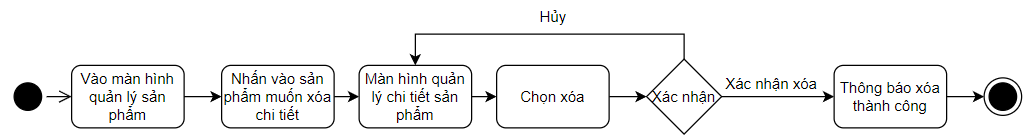 Hủy
Vào màn hình
quản lý sản
phẩm
Nhấn vào sản
phẩm muốn xóa
chi tiết
Màn hình quản
lý chi tiết sản
phẩm
Chọn xóa
Xác nhận
Xác nhận xóa
Thông báo xóa
thành công